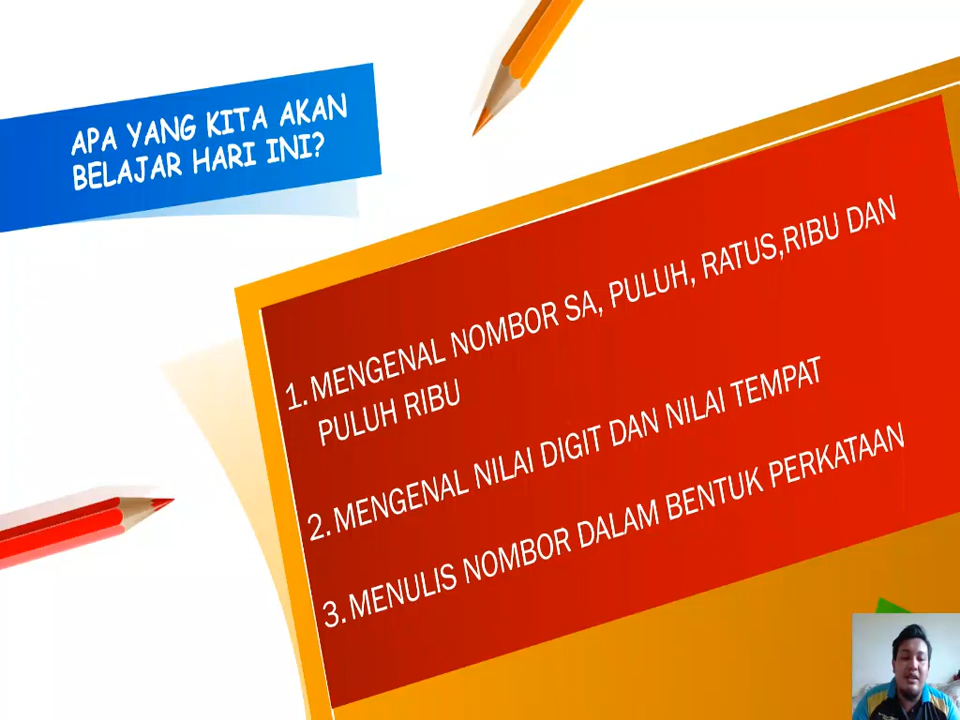 APA YANG KITA AKAN
BELAJAR HARI INI?
1. MENGENAL NOMBOR SA, PULUH, RATUS,RIBU DAN
PULUH RIBU
2. MENGENAL NILAI DIGIT DAN NILAI TEMPAT
3. MENULIS NOMBOR DALAM BENTUK PERKATAAN